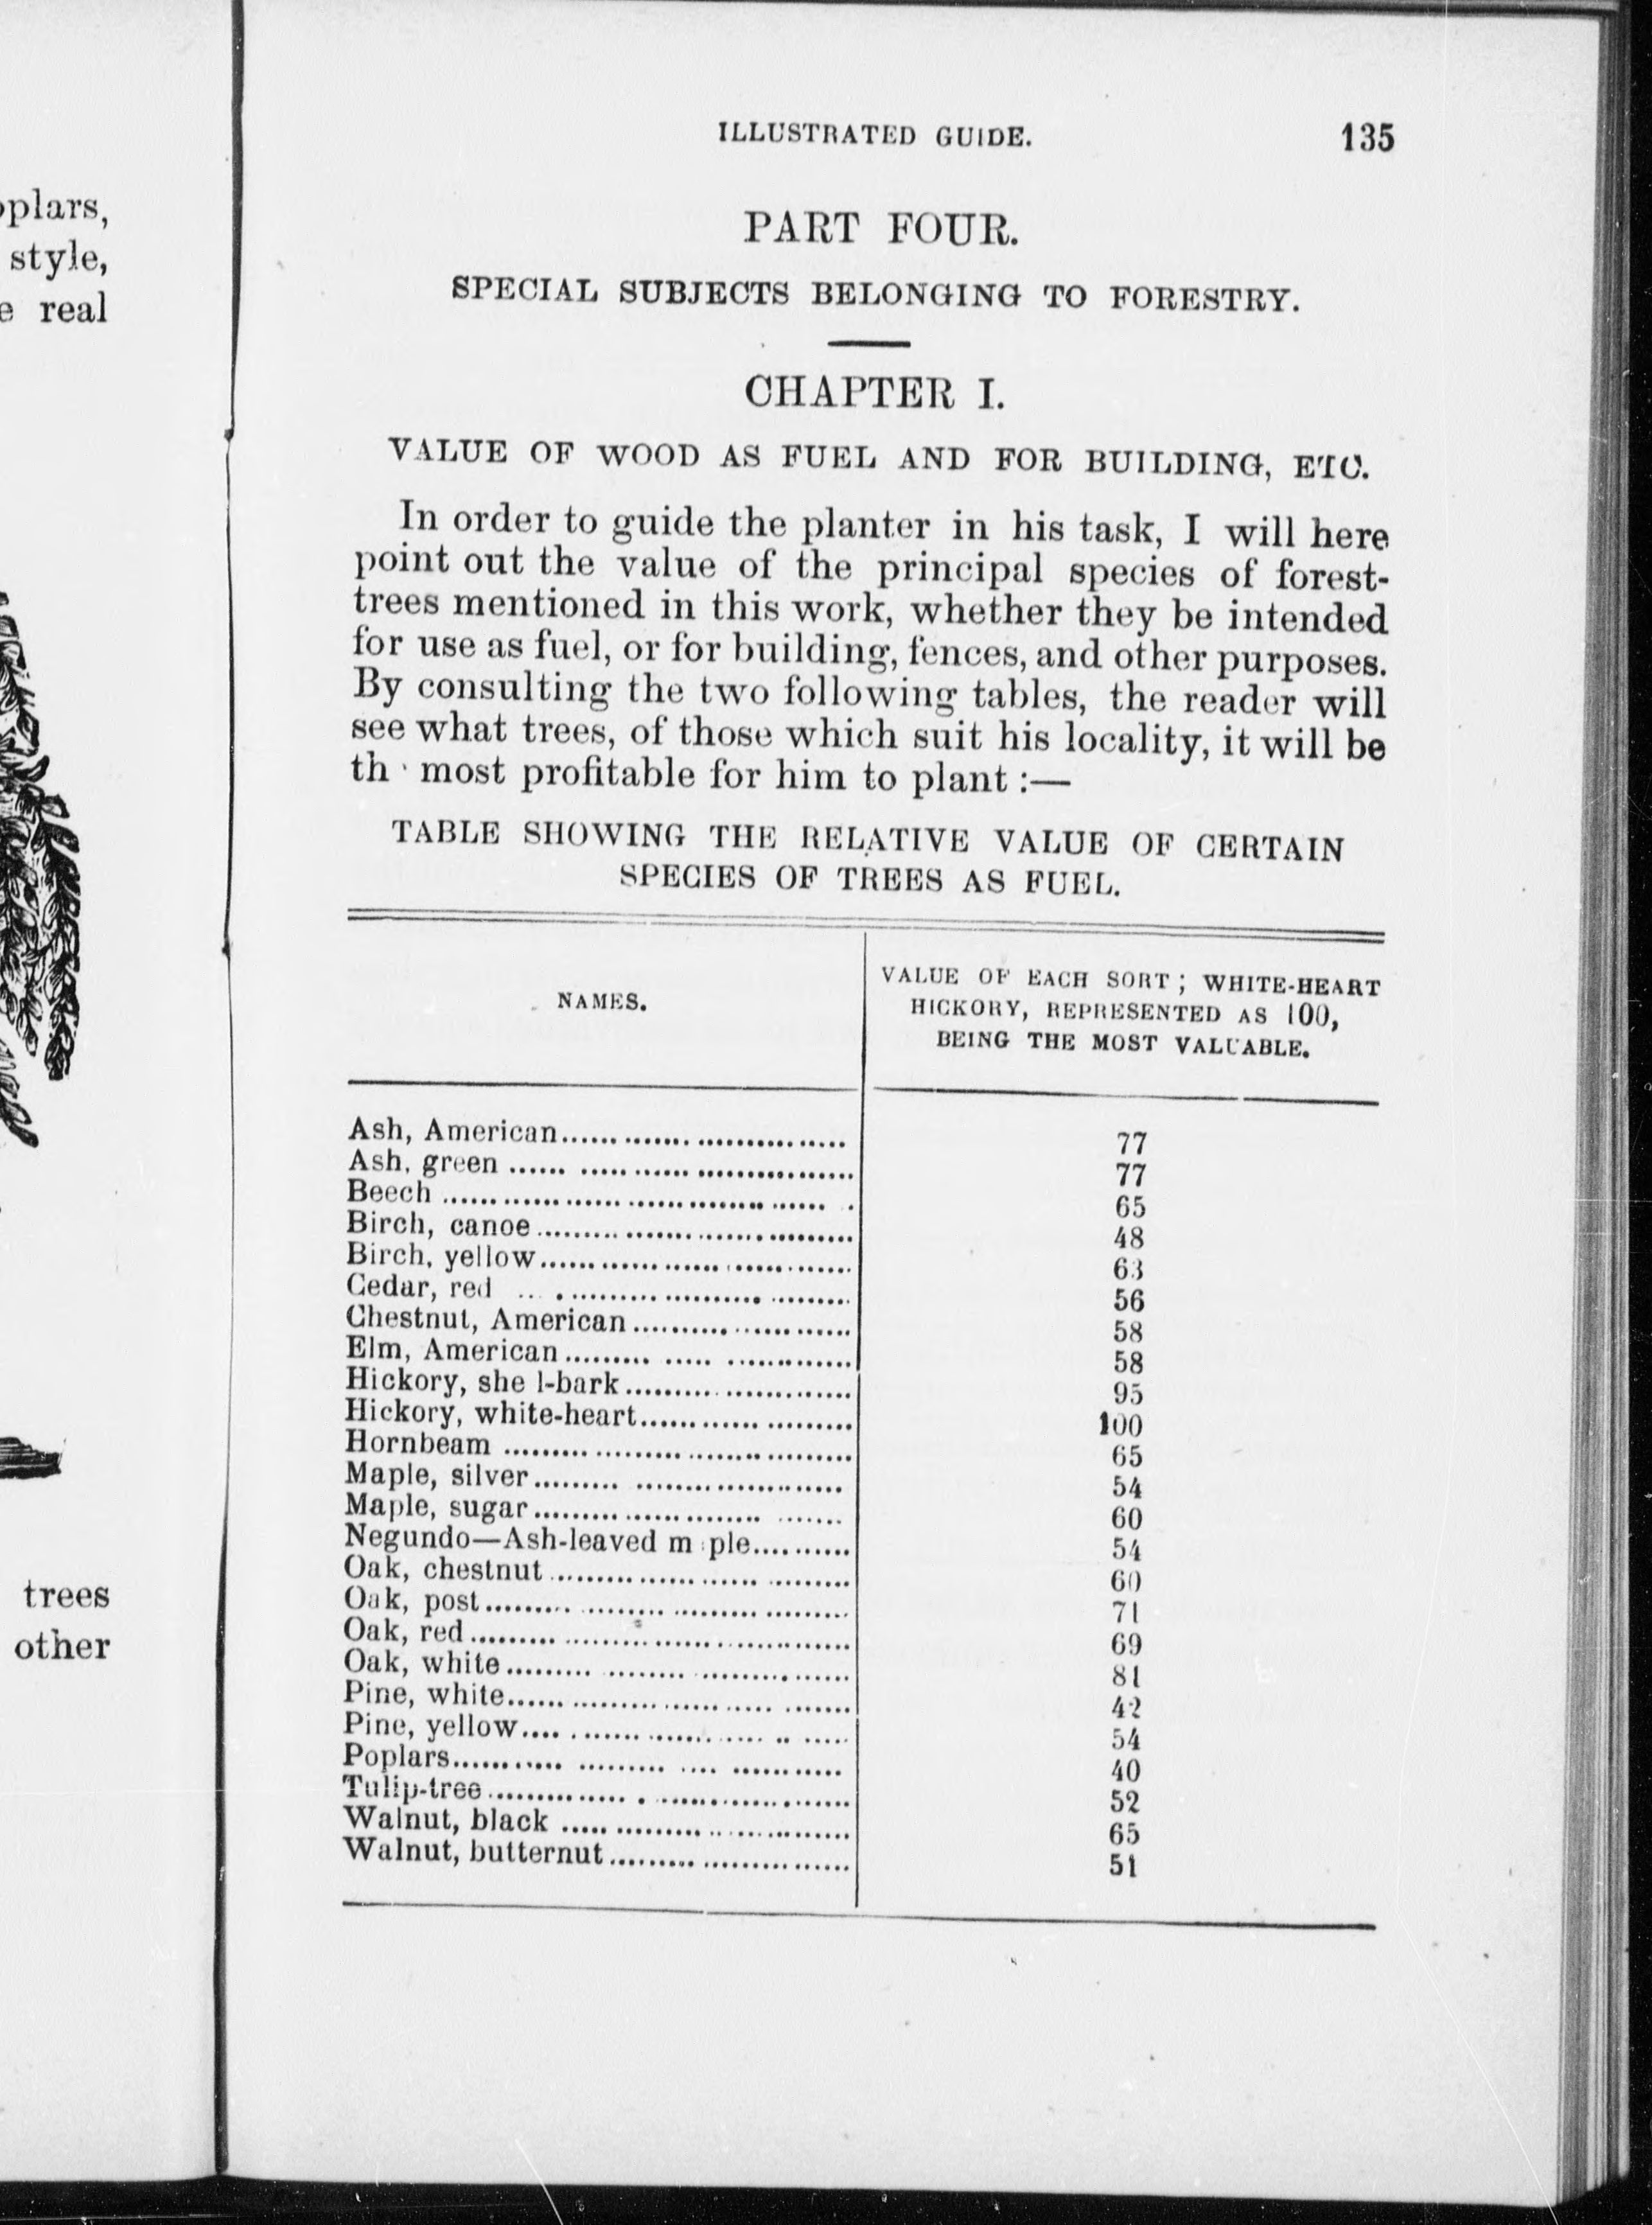 plars,
style,
real
trees
other
ILLUSTRATED GUIDE. 135
PART FOUR.
SPECIAL SUBJECTS BELONGING TO FORESTRY.
CHAPTER I.
VALUE OF WOOD AS FUEL AND FOR BUILDING, ETC.
In order to guide the planter in his task, I will here
point out the value of the principal species of forest-
trees mentioned in this work, whether they be intended
for use as fuel, or for building, fences, and other purposes.
By consulting the two following tables, the reader will
see what trees, of those which suit his locality, it will be
th most profitable for him to plant :—
TABLE SHOWING THE RELATIVE VALUE OF CERTAIN
SPECIES OF TREES AS FUEL.
NAMES.
VALUE OF EACH SORT ; WHITE-HEART
HICKORY, REPRESENTED AS 100,
BEING THE MOST VALUABLE.
Ash, American 77
Ash, green 77
Beech 65
Birch, canoe 48
Birch, yellow 63
Cedar, red 56
Chestnut, American 58
Elm, American 58
Hickory, she l-bark 95
Hickory, white-heart 100
Hornbeam 65
Maple, silver 54
Maple, sugar 60
Negundo—Ash-leaved m ple 54
Oak, chestnut 60
Oak, post 71
Oak, red 69
Oak, white 81
Pine, white 42
Pine, yellow 54
Poplars 40
Tulip-tree 52
Walnut, black 65
Walnut, butternut 51